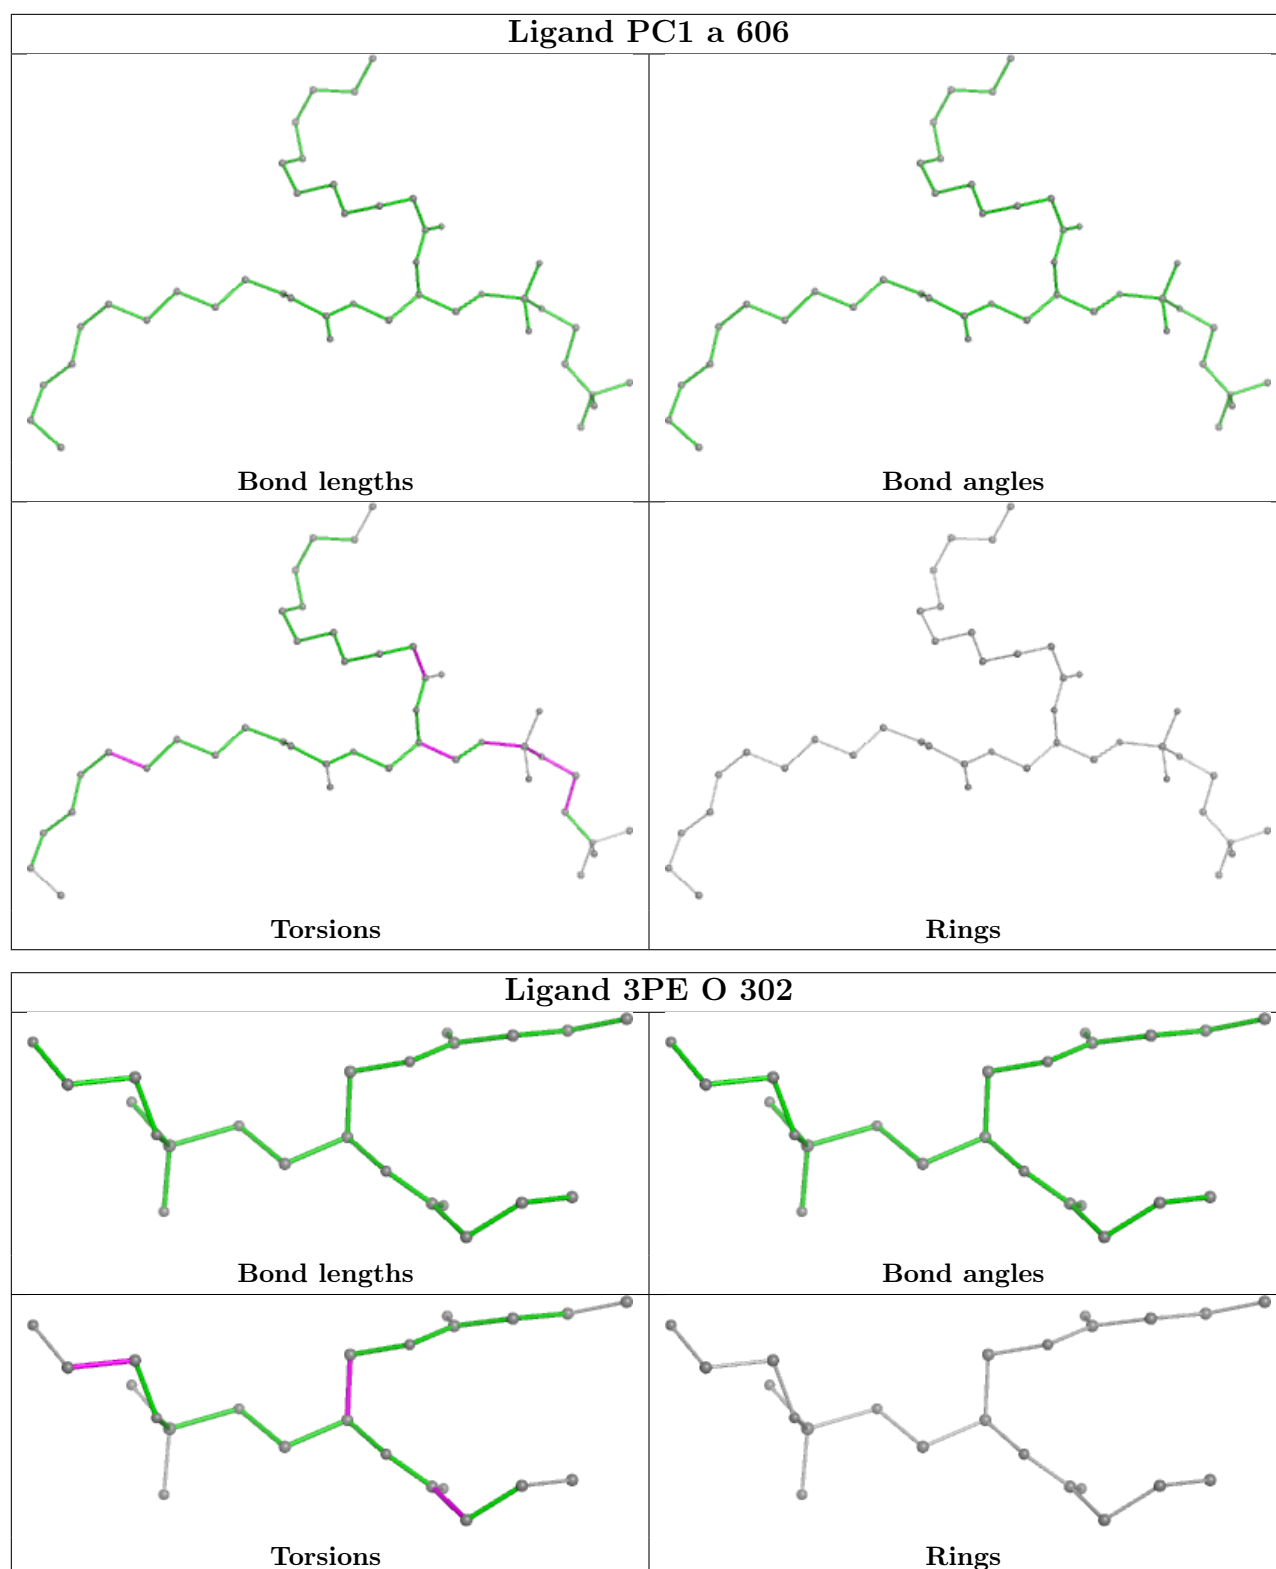 Ligand PC1 a 606
Bond lengths
Bond angles
Torsions
Rings
Ligand 3PE O 302
Bond lengths
Bond angles
Torsions
Rings